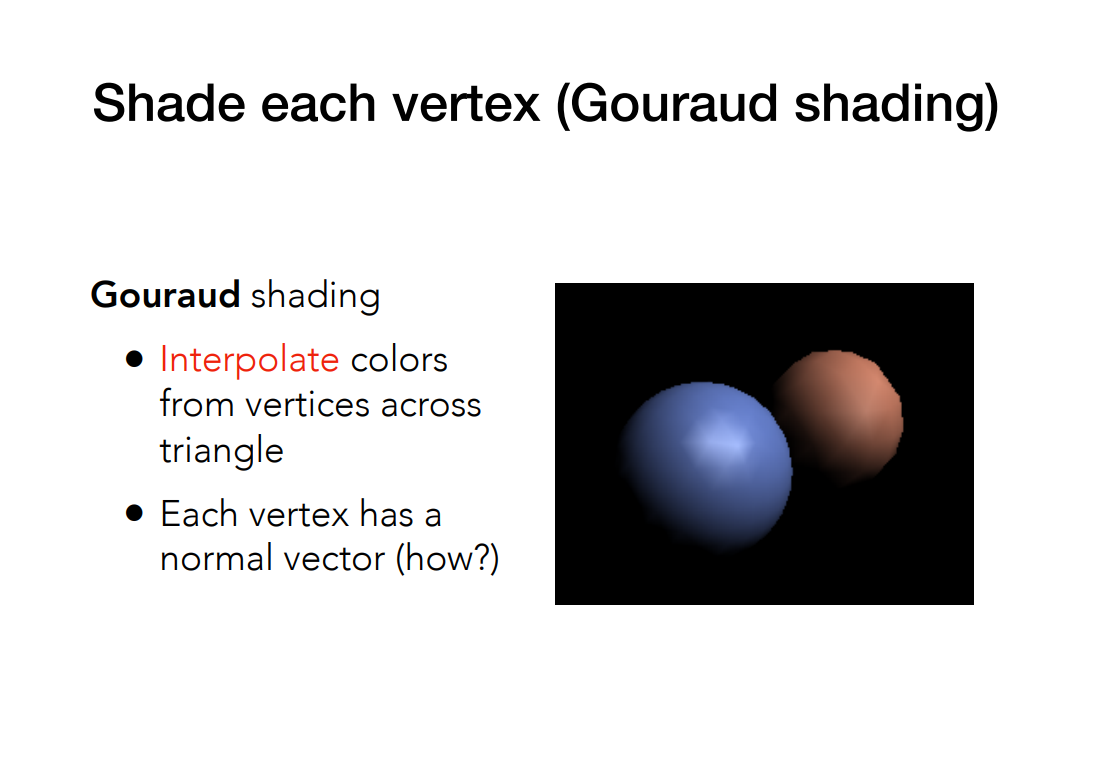 Shade each vertex (Gouraud shading)
Gouraud shading
● Interpolate colors
from vertices across
triangle
● Each vertex has a
normal vector (how?)